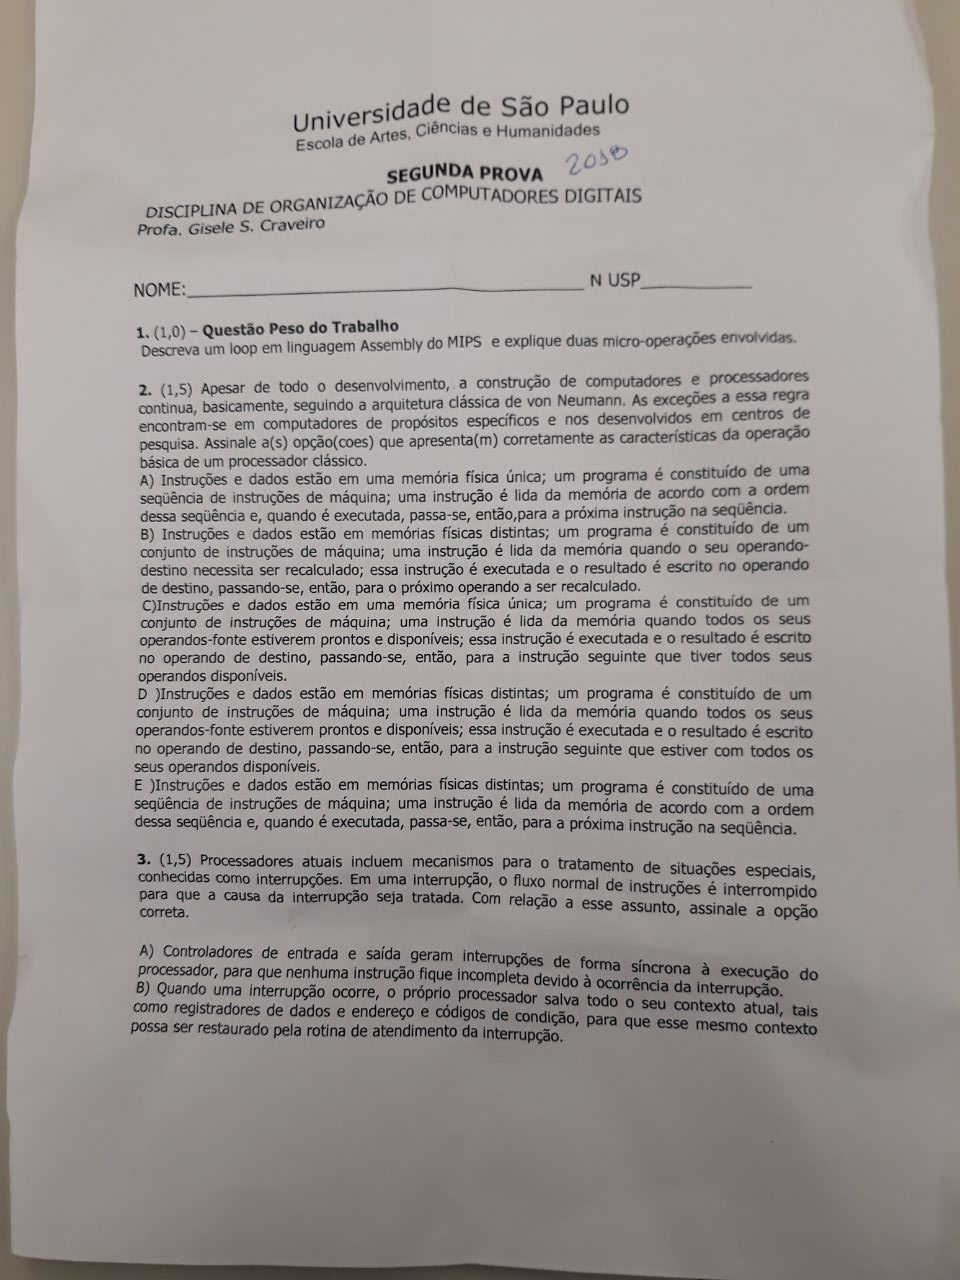 Universidade de São Paulo
Escola de Artes, Ciências e Humanidades
SEGUNDA PROVA 2018
DISCIPLINA DE ORGANIZAÇÃO DE COMPUTADORES DIGITAIS
Profa. Gisele S. Craveiro
NOME: N USP
1. (1,0) – Questão Peso do Trabalho
Descreva um loop em linguagem Assembly do MIPS e explique duas micro-operações envolvidas.
2. (1,5) Apesar de todo o desenvolvimento, a construção de computadores e processadores
continua, basicamente, seguindo a arquitetura clássica de von Neumann. As exceções a essa regra
encontram-se em computadores de propósitos específicos e nos desenvolvidos em centros de
pesquisa. Assinale a(s) opção(coes) que apresenta(m) corretamente as características da operação
básica de um processador clássico.
A) Instruções e dados estão em uma memória física única; um programa é constituído de uma
seqüência de instruções de máquina; uma instrução é lida da memória de acordo com a ordem
dessa seqüência e, quando é executada, passa-se, então,para a próxima instrução na seqüência.
B) Instruções e dados estão em memórias físicas distintas; um programa é constituído de um
conjunto de instruções de máquina; uma instrução é lida da memória quando o seu operando-
destino necessita ser recalculado; essa instrução é executada e o resultado é escrito no operando
de destino, passando-se, então, para o próximo operando a ser recalculado.
C)Instruções e dados estão em uma memória física única; um programa é constituído de um
conjunto de instruções de máquina; uma instrução é lida da memória quando todos os seus
operandos-fonte estiverem prontos e disponíveis; essa instrução é executada e o resultado é escrito
no operando de destino, passando-se, então, para a instrução seguinte que tiver todos seus
operandos disponíveis.
D )Instruções e dados estão em memórias físicas distintas; um programa é constituído de um
conjunto de instruções de máquina; uma instrução é lida da memória quando todos os seus
operandos-fonte estiverem prontos e disponíveis; essa instrução é executada e o resultado é escrito
no operando de destino, passando-se, então, para a instrução seguinte que estiver com todos os
seus operandos disponíveis.
E )Instruções e dados estão em memórias físicas distintas; um programa é constituído de uma
seqüência de instruções de máquina; uma instrução é lida da memória de acordo com a ordem
dessa seqüência e, quando é executada, passa-se, então, para a próxima instrução na seqüência.
3. (1,5) Processadores atuais incluem mecanismos para o tratamento de situações especiais,
conhecidas como interrupções. Em uma interrupção, o fluxo normal de instruções é interrompido
para que a causa da interrupção seja tratada. Com relação a esse assunto, assinale a opção
correta.
A) Controladores de entrada e saída geram interrupções de forma síncrona à execução do
processador, para que nenhuma instrução fique incompleta devido à ocorrência da interrupção.
B) Quando uma interrupção ocorre, o próprio processador salva todo o seu contexto atual, tais
como registradores de dados e endereço e códigos de condição, para que esse mesmo contexto
possa ser restaurado pela rotina de atendimento da interrupção.